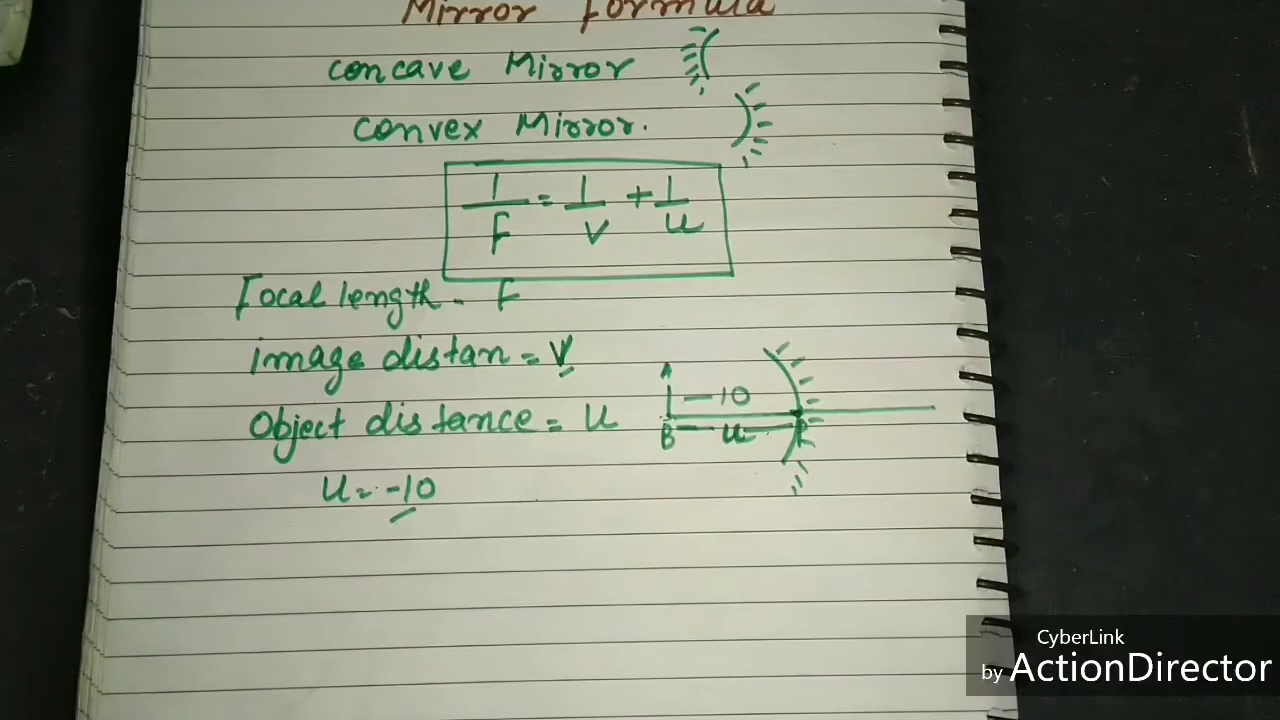 Mirror Formula
concave Mirror
convex Mirror.
1/F = 1/v + 1/u
Focal length - F
Image distan = V
Object distance = u
A
-10
B u P
u = -10
CyberLink
by ActionDirector